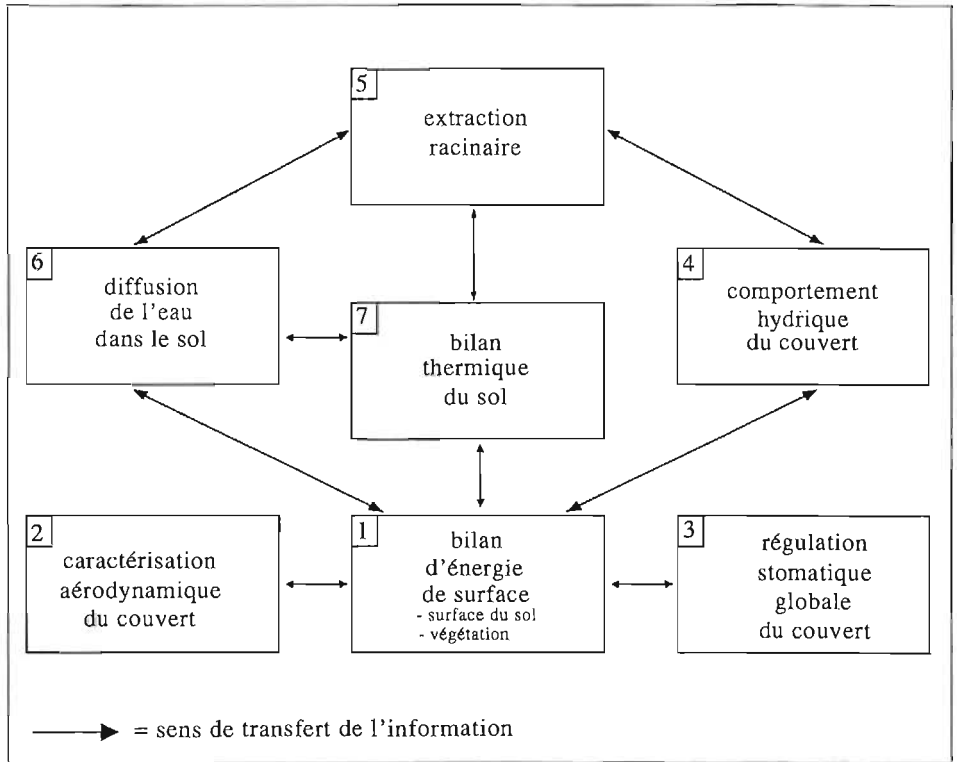 5
extraction
racinaire
6
diffusion
de l'eau
dans le sol
7
bilan
thermique
du sol
4
comportement
hydrique
du couvert
2
caractérisation
aérodynamique
du couvert
1
bilan
d'énergie
de surface
- surface du sol
- végétation
3
régulation
stomatique
globale
du couvert
= sens de transfert de l'information